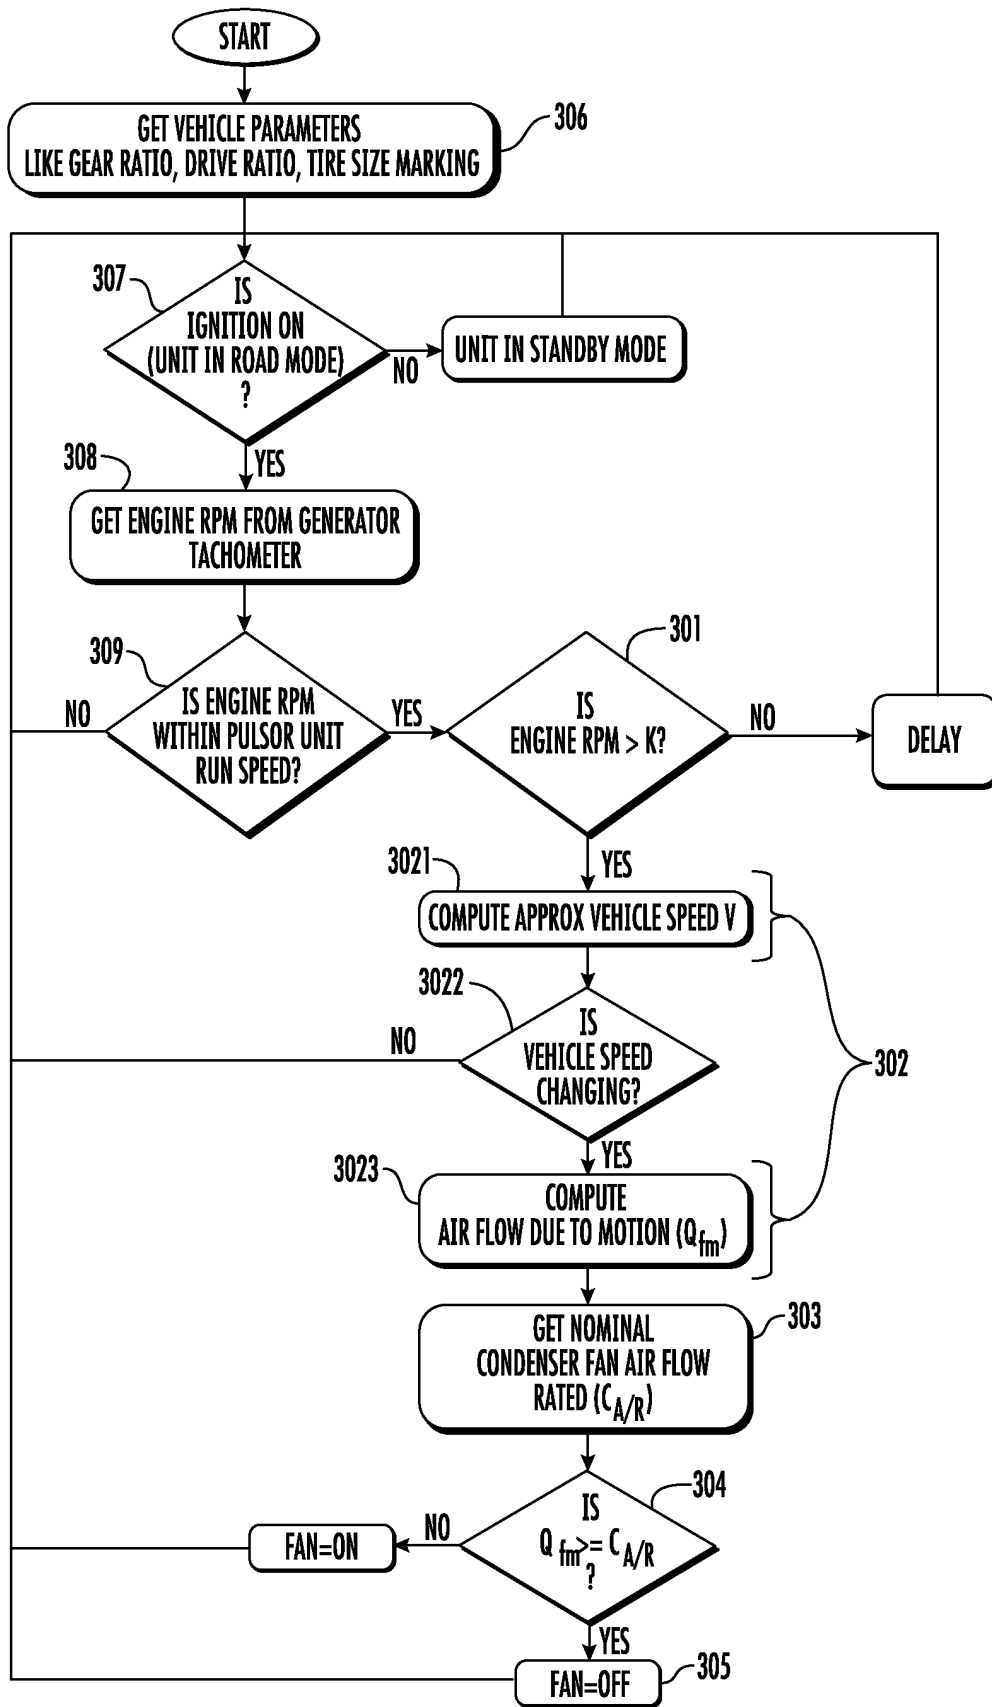 START
GET VEHICLE PARAMETERS
LIKE GEAR RATIO, DRIVE RATIO, TIRE SIZE MARKING
306
307
IS
IGNITION ON
(UNIT IN ROAD MODE)
?
NO
UNIT IN STANDBY MODE
YES
308
GET ENGINE RPM FROM GENERATOR
TACHOMETER
309
IS ENGINE RPM
WITHIN PULSOR UNIT
RUN SPEED?
NO
YES
301
IS
ENGINE RPM > K?
NO
DELAY
YES
3021
COMPUTE APPROX VEHICLE SPEED V
3022
IS
VEHICLE SPEED
CHANGING?
NO
302
YES
3023
COMPUTE
AIR FLOW DUE TO MOTION (Qfm)
303
GET NOMINAL
CONDENSER FAN AIR FLOW
RATED (CA/R)
304
IS
Qfm>= CA/R
?
NO
FAN=ON
YES
FAN=OFF
305